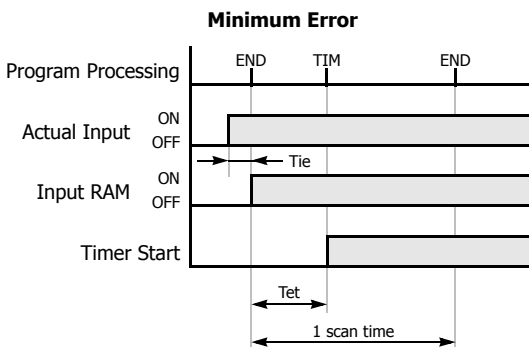 Minimum Error
END TIM END
Program Processing
ON
Actual Input
OFF
Tie
ON
Input RAM
OFF
Timer Start
Tet
1 scan time